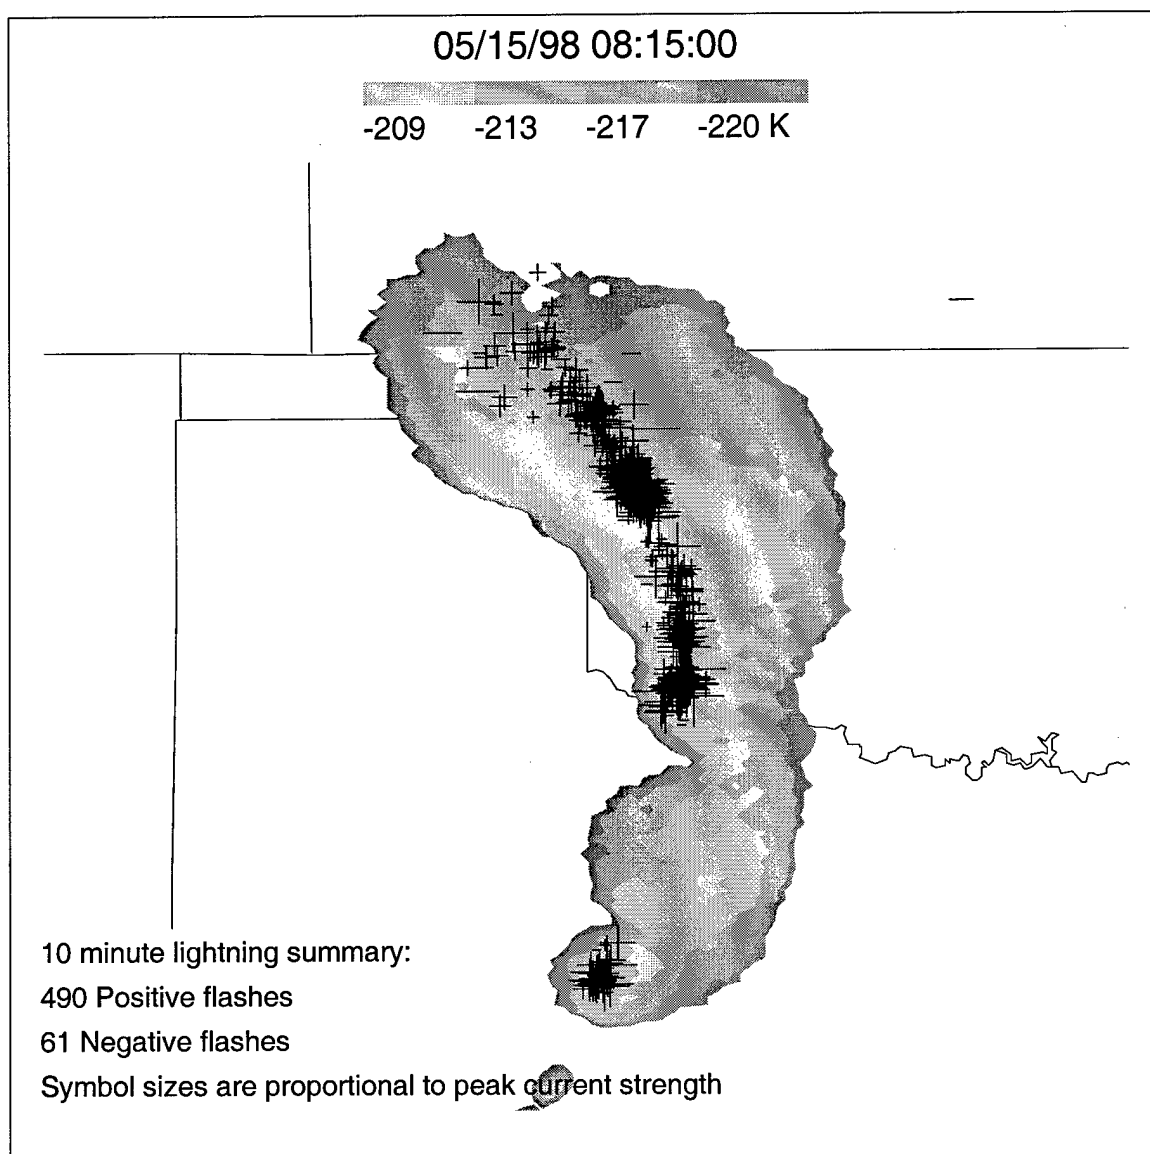 05/15/98 08:15:00
-209 -213 -217 -220 K
10 minute lightning summary:
490 Positive flashes
61 Negative flashes
Symbol sizes are proportional to peak current strength